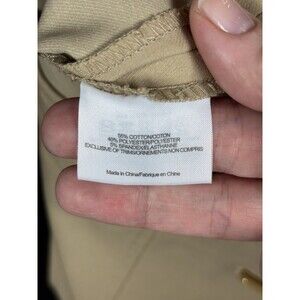 55% COTTON/COTON
40% POLYESTER/POLYESTER
5% SPANDEX/ELASTHANNE
EXCLUSIVE OF TRIM/ORNEMENTS NON COMPRIS
Made in China/Fabriqué en Chine